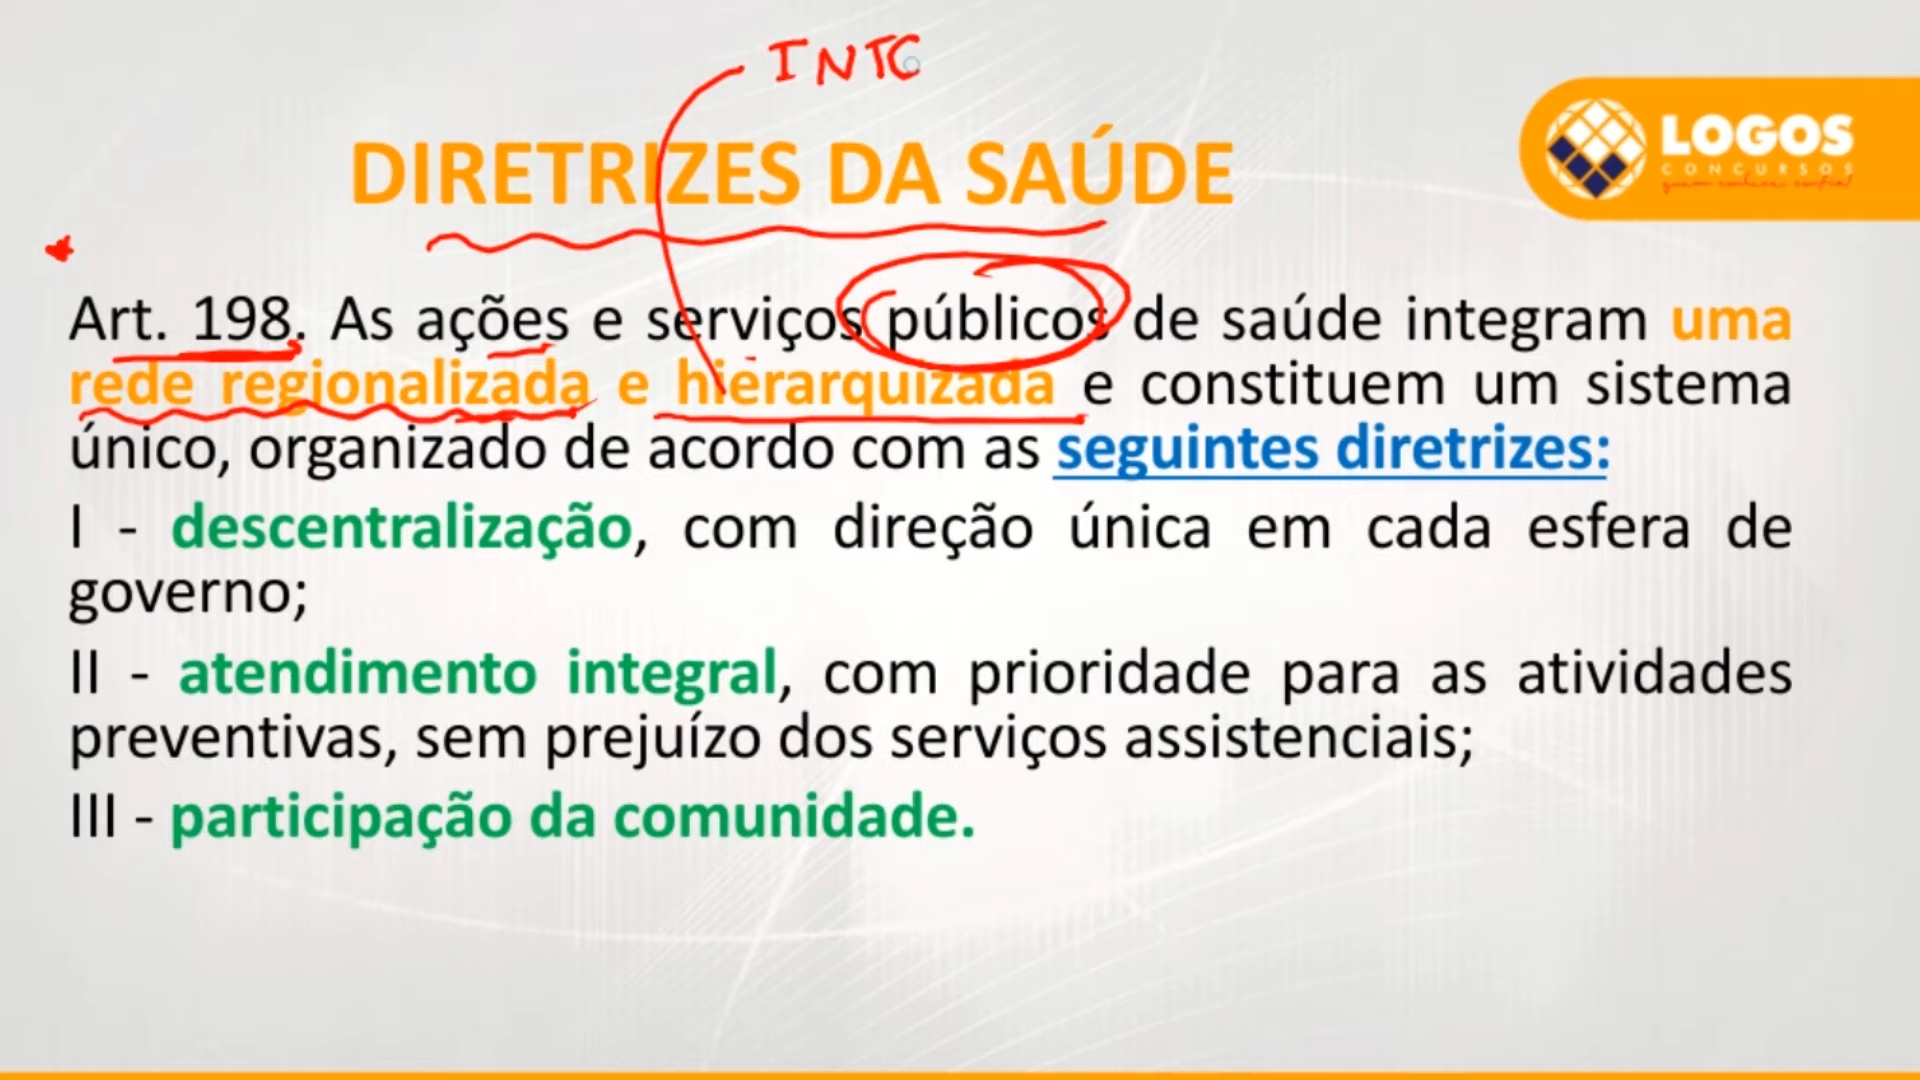 INTC
DIRETRIZES DA SAÚDE
LOGOS
CONCURSOS
Art. 198. As ações e serviços públicos de saúde integram uma
rede regionalizada e hierarquizada e constituem um sistema
único, organizado de acordo com as seguintes diretrizes:
I - descentralização, com direção única em cada esfera de
governo;
II - atendimento integral, com prioridade para as atividades
preventivas, sem prejuízo dos serviços assistenciais;
III - participação da comunidade.